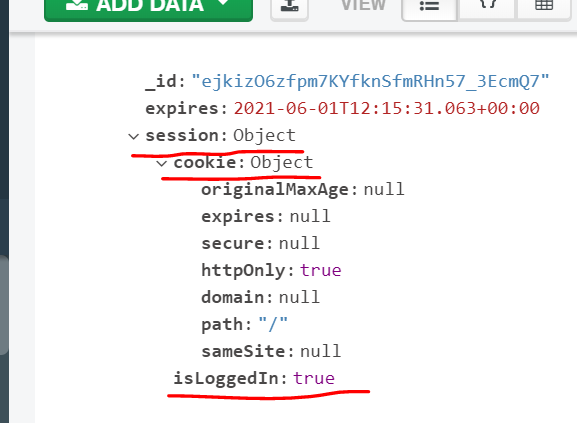 ADD DATA
VIEW
{}
_id: "ejkizO6zfpm7KYfknSfmRHn57_3EcmQ7"
expires: 2021-06-01T12:15:31.063+00:00
session: Object
cookie: Object
originalMaxAge: null
expires: null
secure: null
httpOnly: true
domain: null
path: "/"
sameSite: null
isLoggedIn: true